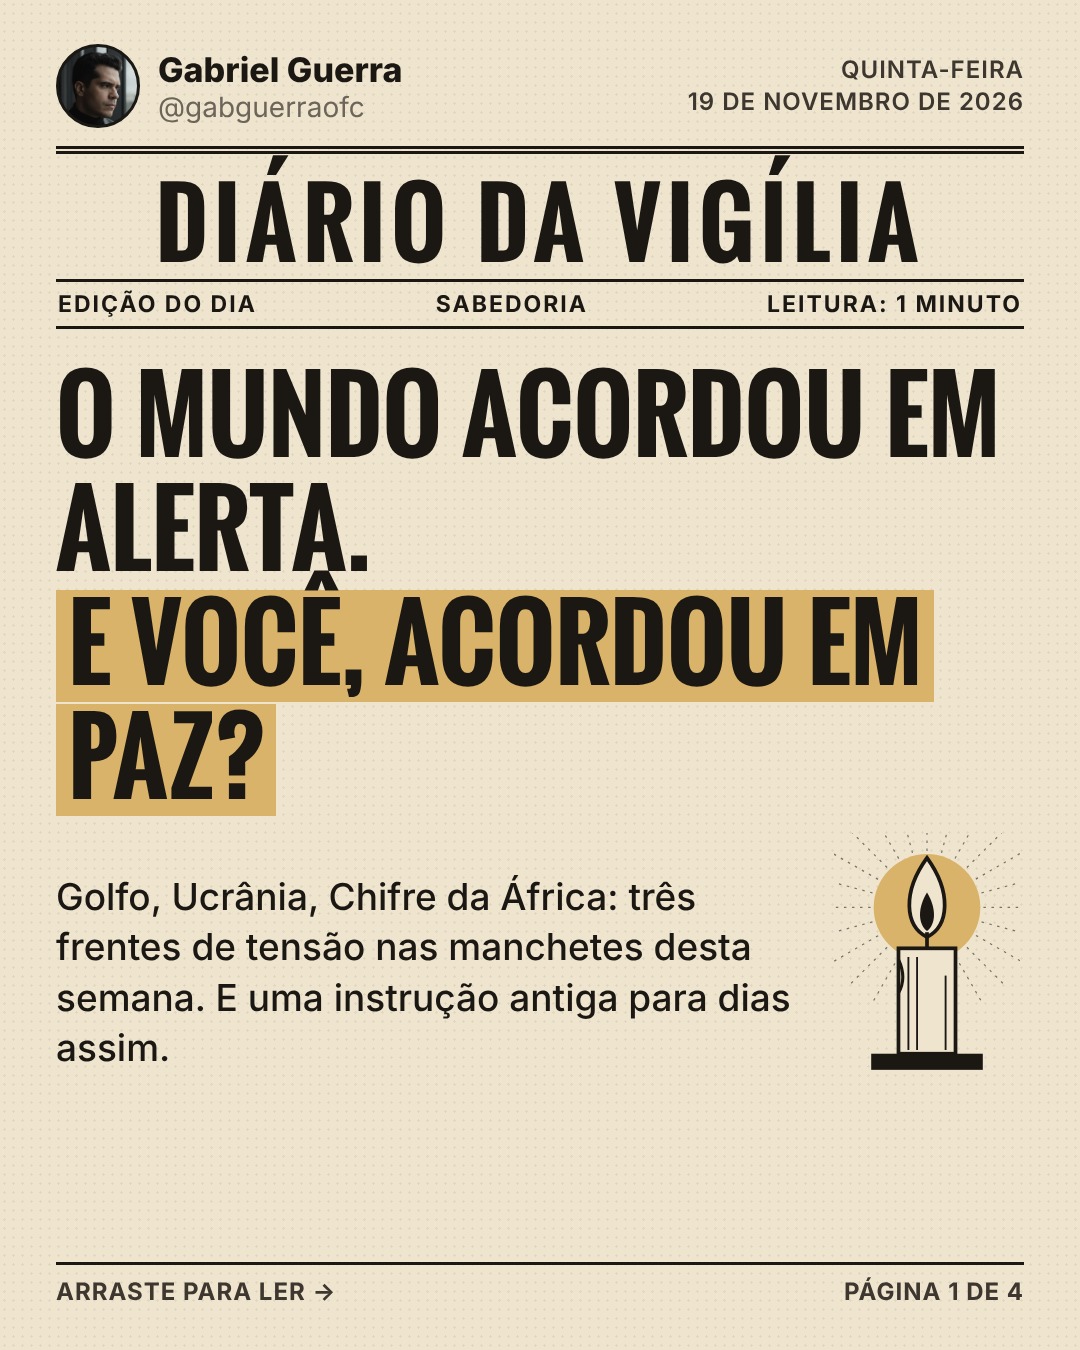 Gabriel Guerra
@gabguerraofc
QUINTA-FEIRA
19 DE NOVEMBRO DE 2026
DIÁRIO DA VIGÍLIA
EDIÇÃO DO DIA
SABEDORIA
LEITURA: 1 MINUTO
O MUNDO ACORDOU EM
ALERTA.
E VOCÊ, ACORDOU EM
PAZ?
Golfo, Ucrânia, Chifre da África: três
frentes de tensão nas manchetes desta
semana. E uma instrução antiga para dias
assim.
ARRASTE PARA LER →
PÁGINA 1 DE 4